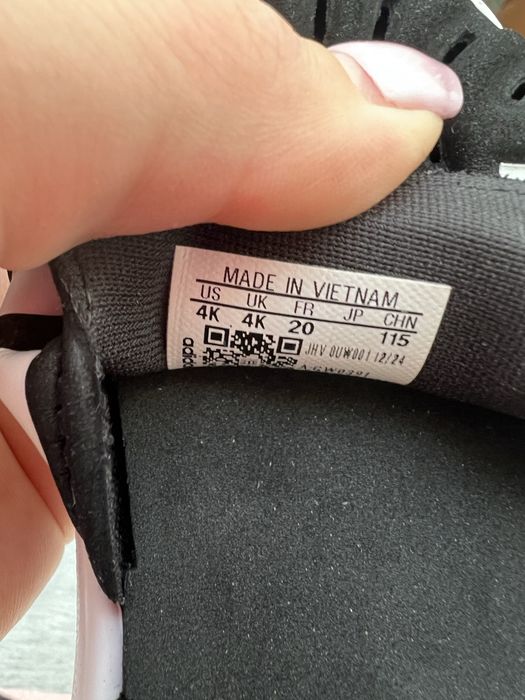 MADE IN VIETNAM
US UK FR JP CHN
4K 4K 20 115
JHV 0UW001 12/24